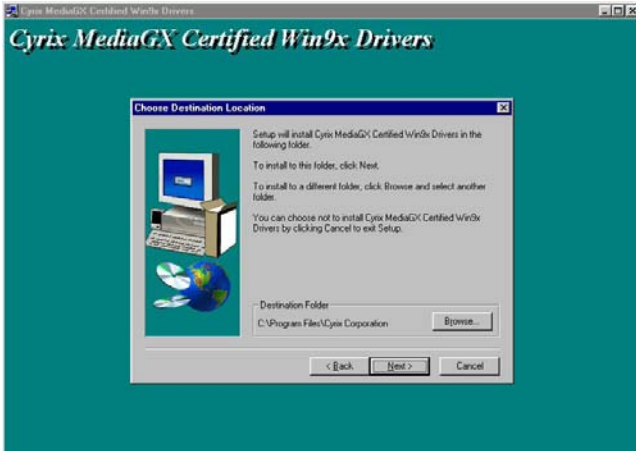 Cyrix MediaGX Certified Win9x Drivers
Cyrix MediaGX Certified Win9x Drivers
Choose Destination Location
Setup will install Cyrix MediaGX Certified Win9x Drivers in the
following folder.
To install to this folder, click Next.
To install to a different folder, click Browse and select another
folder.
You can choose not to install Cyrix MediaGX Certified Win9x
Drivers by clicking Cancel to exit Setup.
Destination Folder
C:\Program Files\Cyrix Corporation
Browse...
< Back
Next >
Cancel